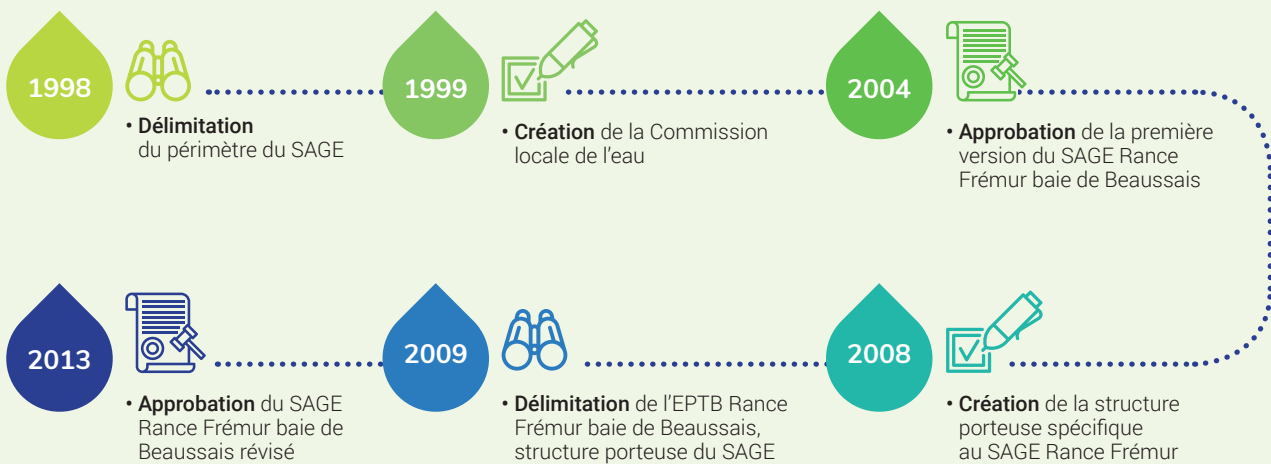 1998
• Délimitation
du périmètre du SAGE
1999
• Création de la Commission
locale de l'eau
2004
• Approbation de la première
version du SAGE Rance
Frémur baie de Beaussais
2008
• Création de la structure
porteuse spécifique
au SAGE Rance Frémur
2009
• Délimitation de l'EPTB Rance
Frémur baie de Beaussais,
structure porteuse du SAGE
2013
• Approbation du SAGE
Rance Frémur baie de
Beaussais révisé